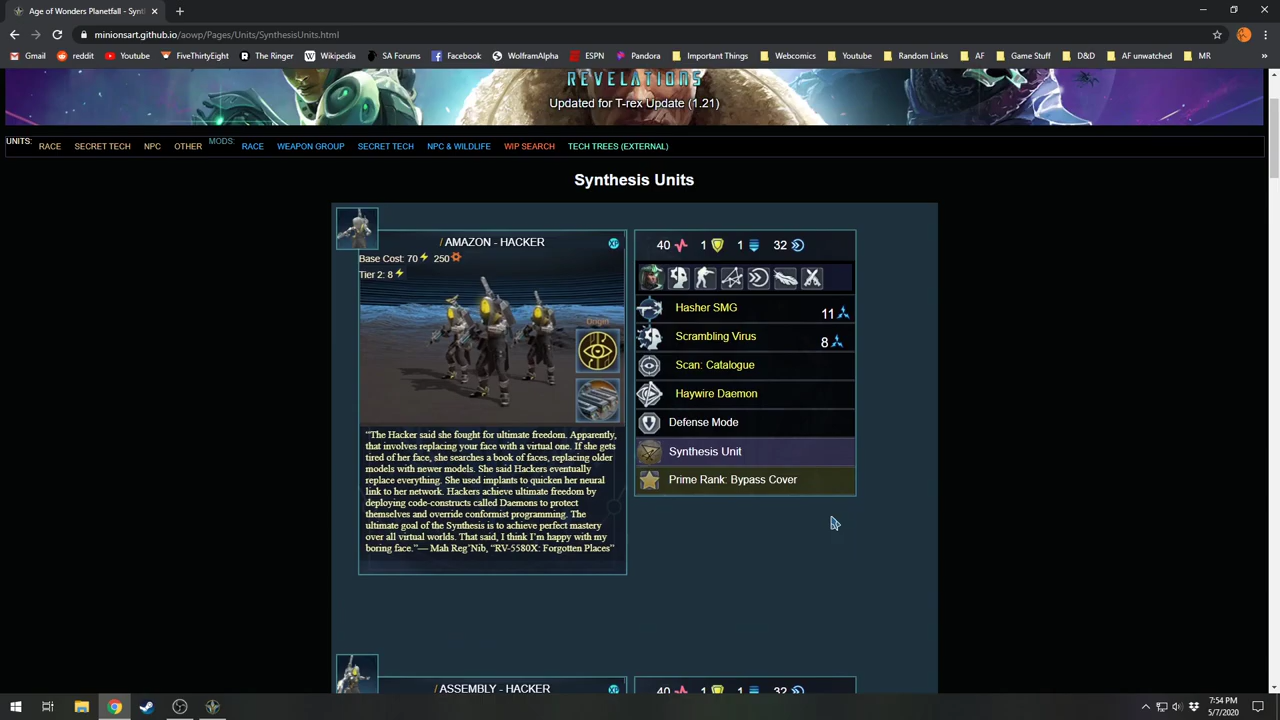 Age of Wonders Planetfall - Synt
minionsart.github.io/aowp/Pages/Units/SynthesisUnits.html
Gmail reddit Youtube FiveThirtyEight The Ringer Wikipedia SA Forums Facebook WolframAlpha ESPN Pandora Important Things Webcomics Youtube Random Links AF Game Stuff D&D AF unwatched MR
REVELATIONS
Updated for T-rex Update (1.21)
UNITS: RACE SECRET TECH NPC OTHER MODS: RACE WEAPON GROUP SECRET TECH NPC & WILDLIFE WIP SEARCH TECH TREES (EXTERNAL)
Synthesis Units
/ AMAZON - HACKER
XP
Base Cost: 70 250
Tier 2: 8
Origin
"The Hacker said she fought for ultimate freedom. Apparently,
that involves replacing your face with a virtual one. If she gets
tired of her face, she searches a book of faces, replacing older
models with newer models. She said Hackers eventually
replace everything. She used implants to quicken her neural
link to her network. Hackers achieve ultimate freedom by
deploying code-constructs called Daemons to protect
themselves and override conformist programming. The
ultimate goal of the Synthesis is to achieve perfect mastery
over all virtual worlds. That said, I think I'm happy with my
boring face."— Mah Reg'Nib, "RV-5580X: Forgotten Places"
40 1 1 32
Hasher SMG 11
Scrambling Virus 8
Scan: Catalogue
Haywire Daemon
Defense Mode
Synthesis Unit
Prime Rank: Bypass Cover
/ ASSEMBLY - HACKER
XP
40 1 1 32
7:54 PM
5/7/2020